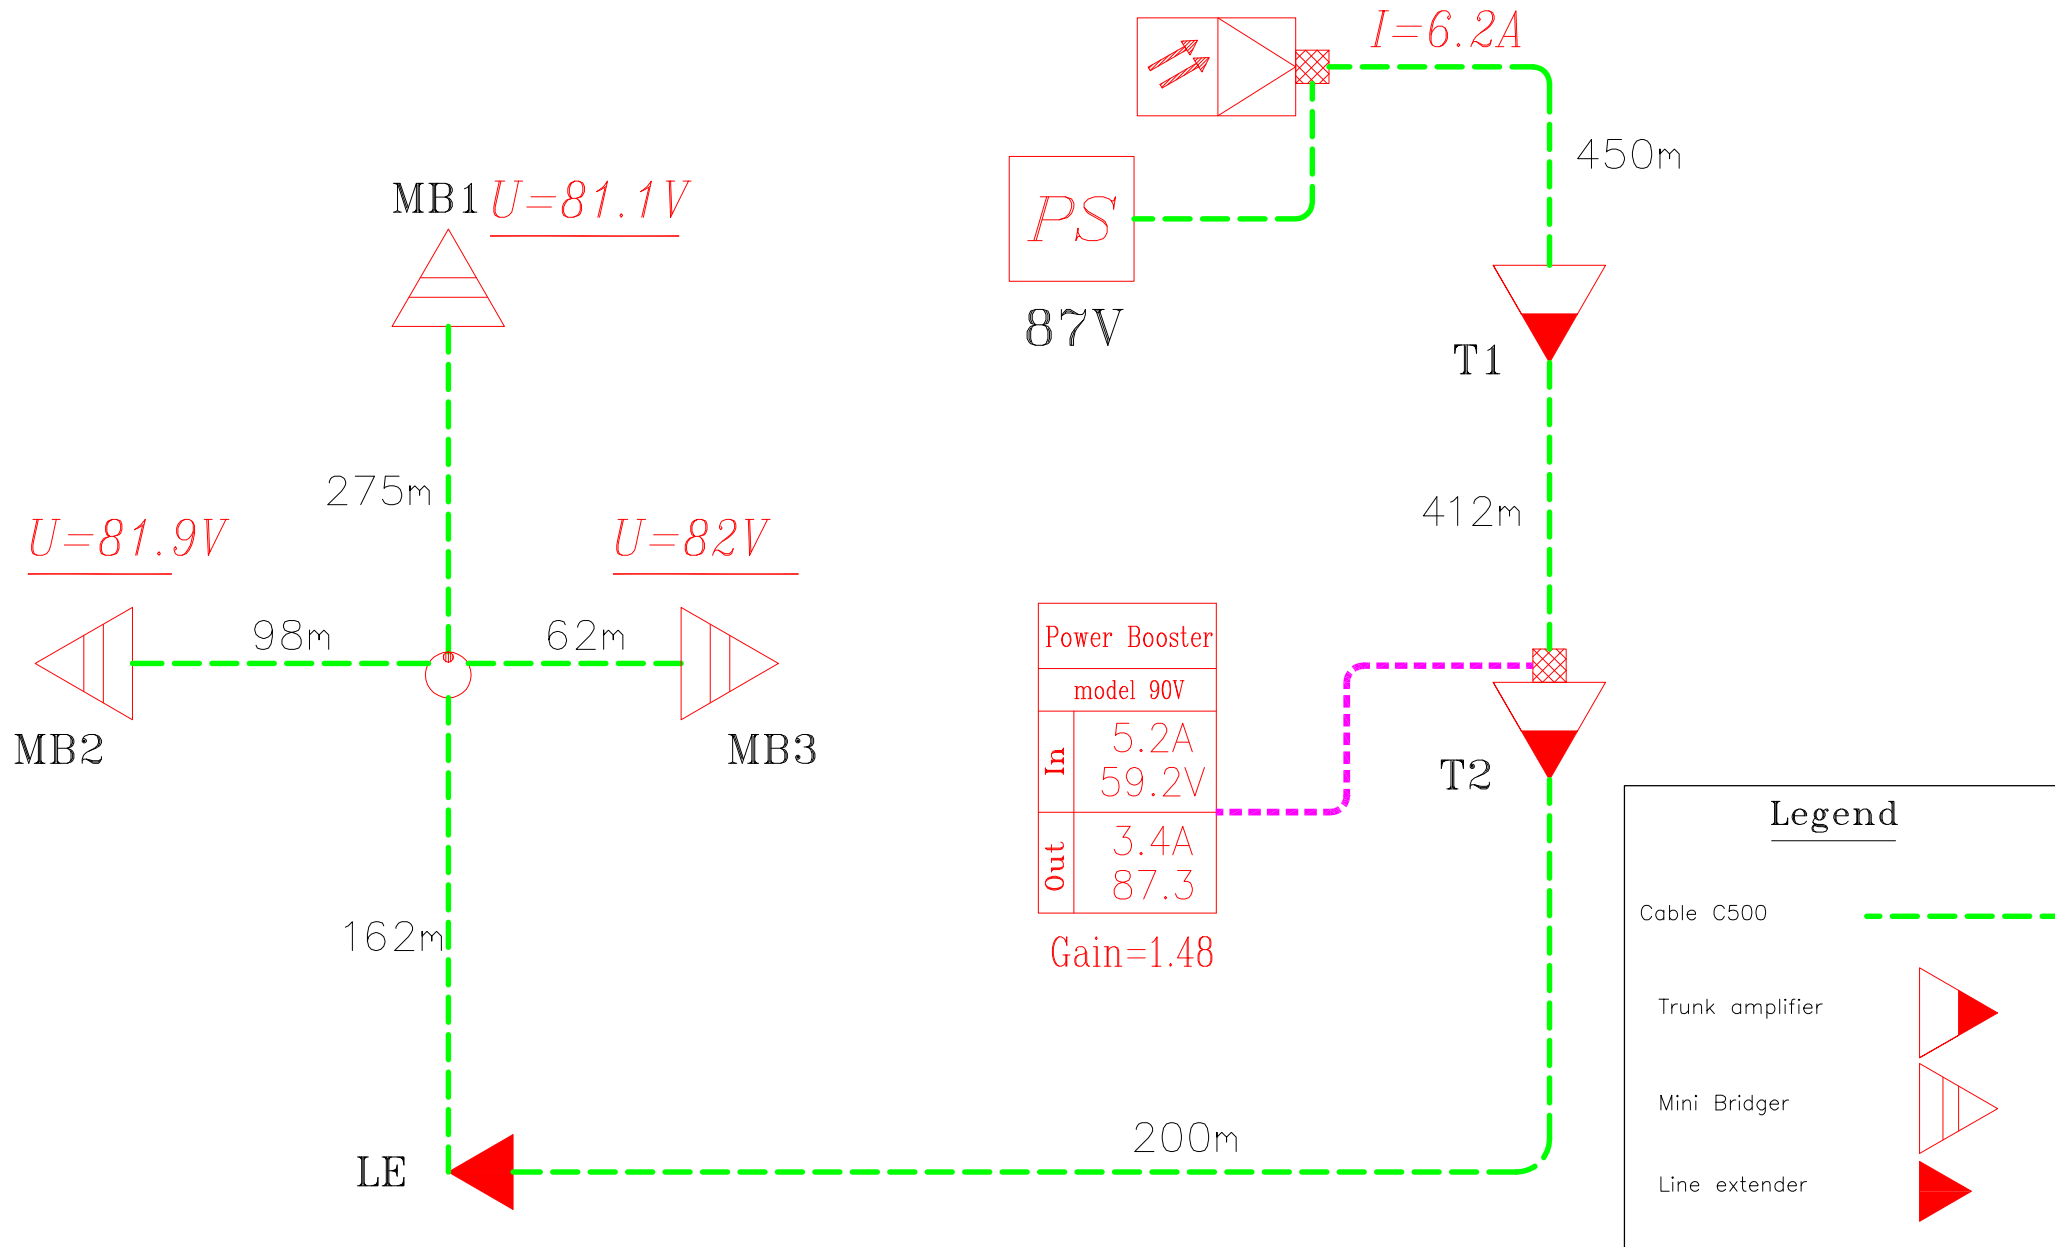 I=6.2A
450m
MB1
U=81.1V
PS
87V
T1
275m
412m
U=81.9V
U=82V
98m
62m
Power Booster
model 90V
In
5.2A
59.2V
Out
3.4A
87.3
Gain=1.48
MB2
MB3
T2
162m
200m
LE
Legend
Cable C500
Trunk amplifier
Mini Bridger
Line extender